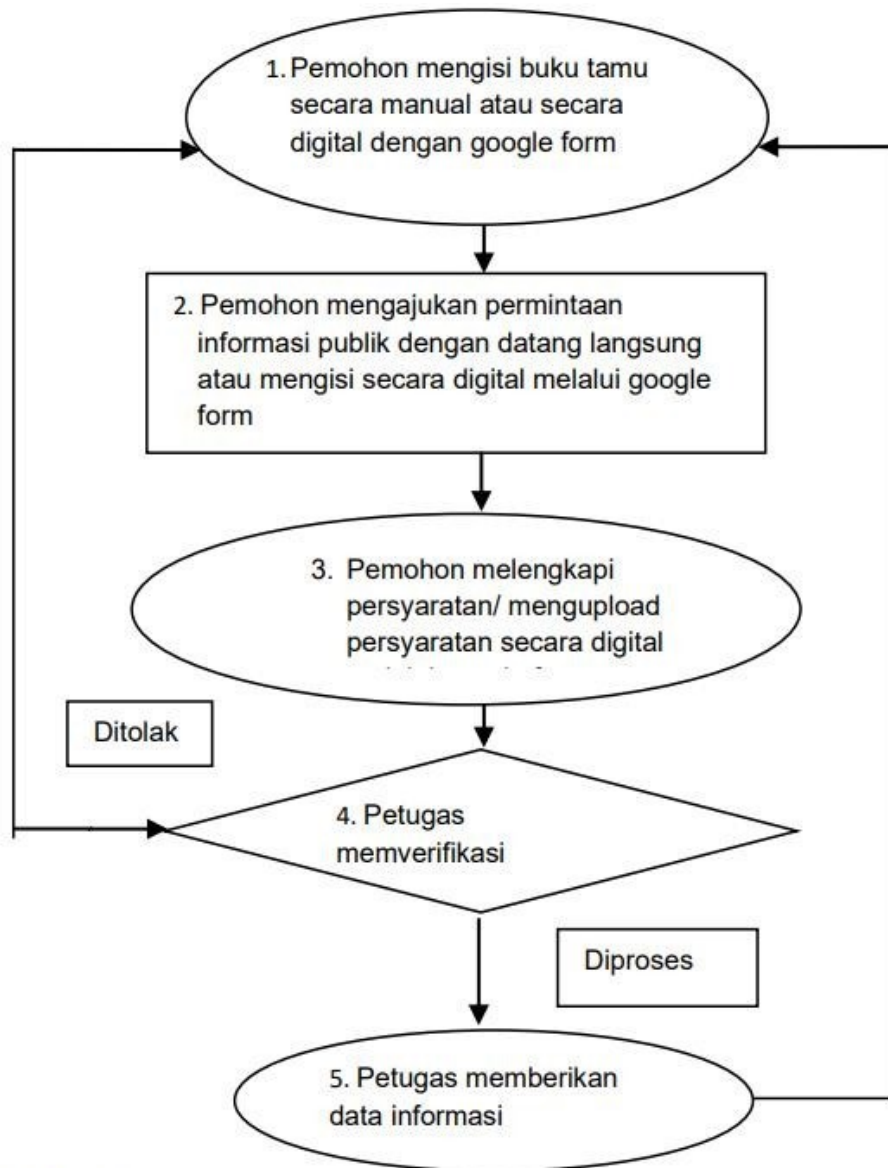 1. Pemohon mengisi buku tamu
secara manual atau secara
digital dengan google form
2. Pemohon mengajukan permintaan
informasi publik dengan datang langsung
atau mengisi secara digital melalui google
form
3. Pemohon melengkapi
persyaratan/ mengupload
persyaratan secara digital
Ditolak
4. Petugas
memverifikasi
Diproses
5. Petugas memberikan
data informasi